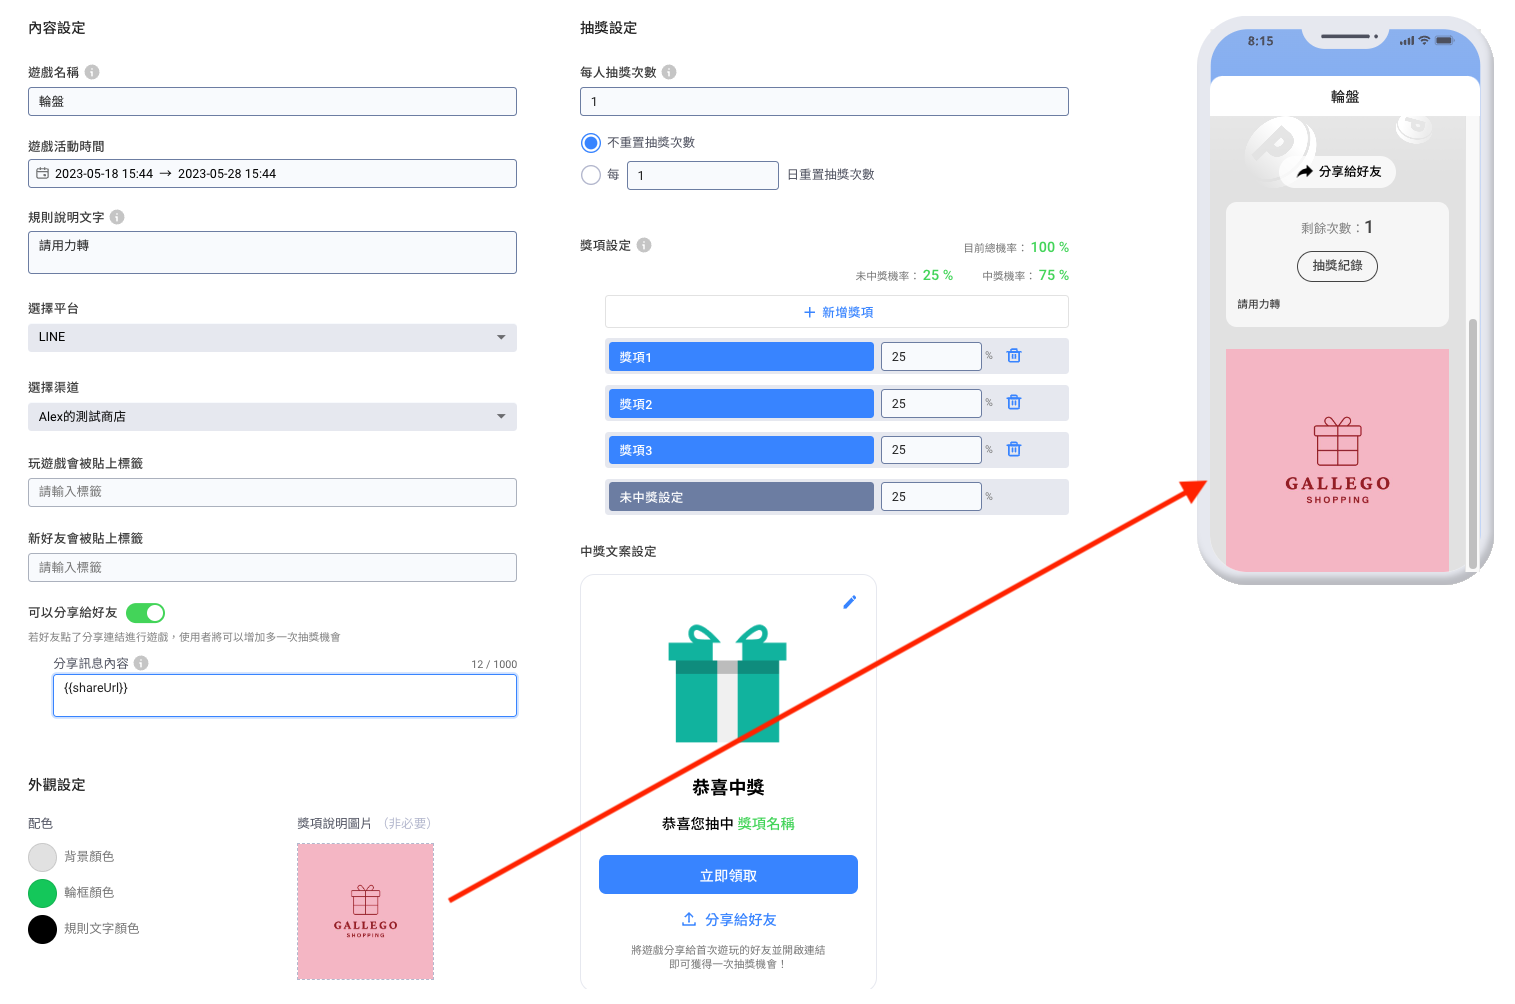 內容設定
遊戲名稱
輪盤
遊戲活動時間
2023-05-18 15:44 → 2023-05-28 15:44
規則說明文字
請用力轉
選擇平台
LINE
選擇渠道
Alex的測試商店
玩遊戲會被貼上標籤
請輸入標籤
新好友會被貼上標籤
請輸入標籤
可以分享給好友
若好友點了分享連結進行遊戲，使用者將可以增加多一次抽獎機會
分享訊息內容
12 / 1000
{{shareUrl}}
外觀設定
配色
背景顏色
輪框顏色
規則文字顏色
獎項說明圖片 （非必要）
GALLEGO
SHOPPING
抽獎設定
每人抽獎次數
1
不重置抽獎次數
每 1 日重置抽獎次數
獎項設定
目前總機率： 100 %
未中獎機率： 25 % 中獎機率： 75 %
+ 新增獎項
獎項1 25 %
獎項2 25 %
獎項3 25 %
未中獎設定 25 %
中獎文案設定
恭喜中獎
恭喜您抽中 獎項名稱
立即領取
分享給好友
將遊戲分享給首次遊玩的好友並開啟連結
即可獲得一次抽獎機會！
8:15
輪盤
P
P
分享給好友
剩餘次數：1
抽獎紀錄
請用力轉
GALLEGO
SHOPPING